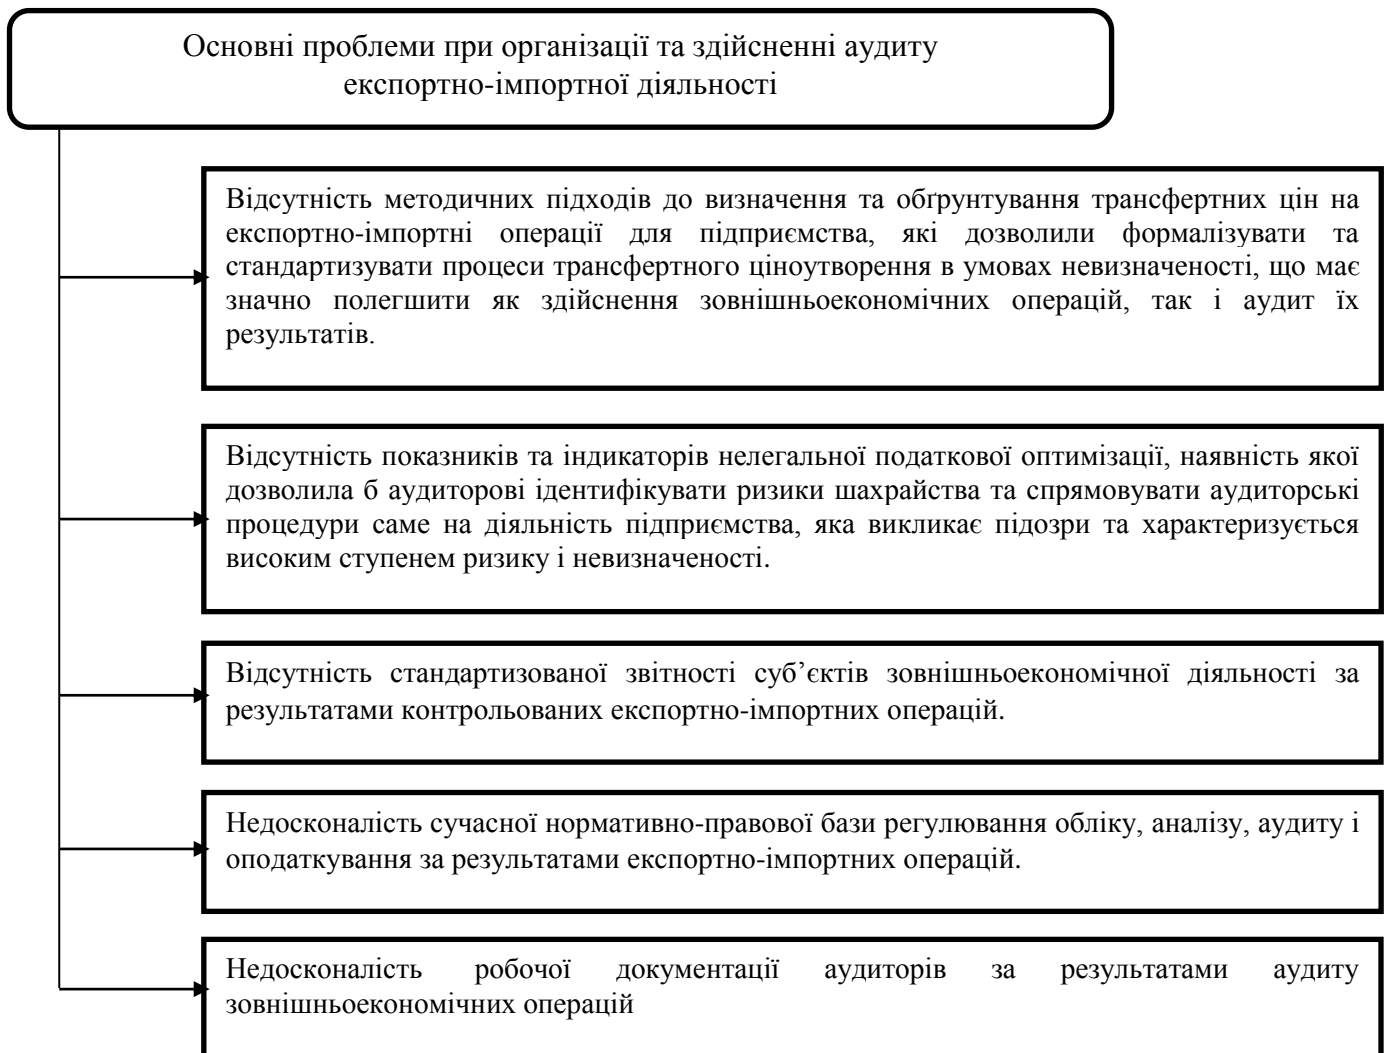 Основні проблеми при організації та здійсненні аудиту
експортно-імпортної діяльності
Відсутність методичних підходів до визначення та обґрунтування трансфертних цін на
експортно-імпортні операції для підприємства, які дозволили формалізувати та
стандартизувати процеси трансфертного ціноутворення в умовах невизначеності, що має
значно полегшити як здійснення зовнішньоекономічних операцій, так і аудит їх
результатів.
Відсутність показників та індикаторів нелегальної податкової оптимізації, наявність якої
дозволила б аудиторові ідентифікувати ризики шахрайства та спрямовувати аудиторські
процедури саме на діяльність підприємства, яка викликає підозри та характеризується
високим ступенем ризику і невизначеності.
Відсутність стандартизованої звітності суб’єктів зовнішньоекономічної діяльності за
результатами контрольованих експортно-імпортних операцій.
Недосконалість сучасної нормативно-правової бази регулювання обліку, аналізу, аудиту і
оподаткування за результатами експортно-імпортних операцій.
Недосконалість робочої документації аудиторів за результатами аудиту
зовнішньоекономічних операцій